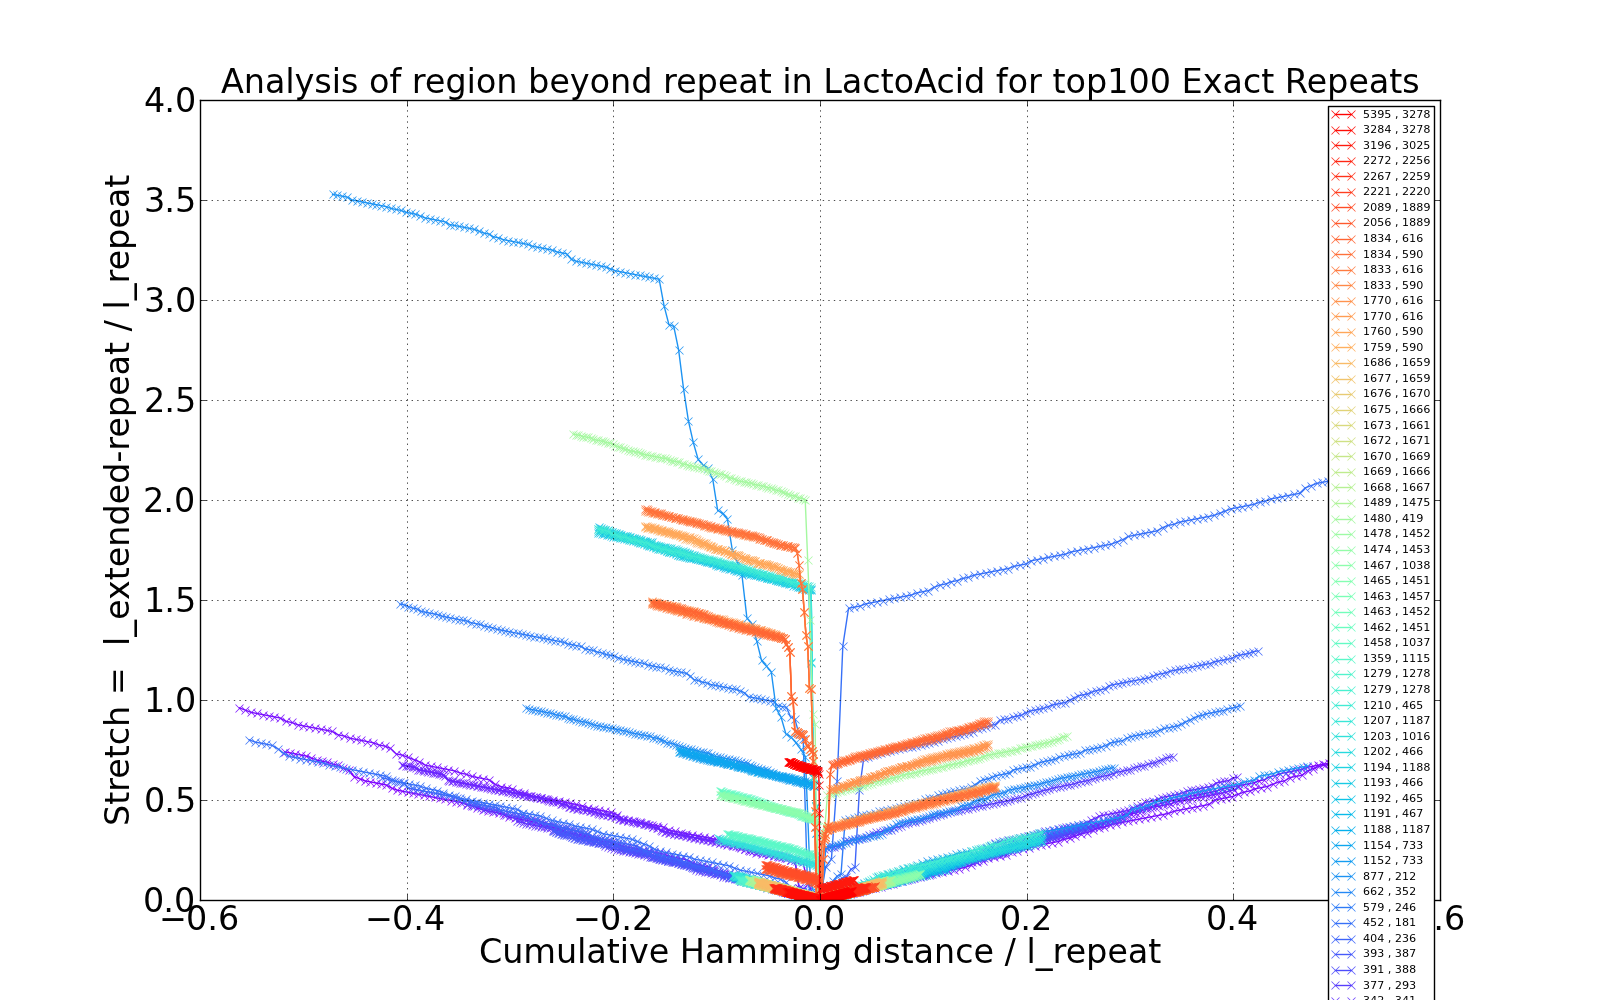 Analysis of region beyond repeat in LactoAcid for top100 Exact Repeats
Stretch = l_extended-repeat / l_repeat
4.0
3.5
3.0
2.5
2.0
1.5
1.0
0.5
0.0
−0.6
−0.4
−0.2
0.0
0.2
0.4
.6
Cumulative Hamming distance / l_repeat
5395 , 3278
3284 , 3278
3196 , 3025
2272 , 2256
2267 , 2259
2221 , 2220
2089 , 1889
2056 , 1889
1834 , 616
1834 , 590
1833 , 616
1833 , 590
1770 , 616
1770 , 616
1760 , 590
1759 , 590
1686 , 1659
1677 , 1659
1676 , 1670
1675 , 1666
1673 , 1661
1672 , 1671
1670 , 1669
1669 , 1666
1668 , 1667
1489 , 1475
1480 , 419
1478 , 1452
1474 , 1453
1467 , 1038
1465 , 1451
1463 , 1457
1463 , 1452
1462 , 1451
1458 , 1037
1359 , 1115
1279 , 1278
1279 , 1278
1210 , 465
1207 , 1187
1203 , 1016
1202 , 466
1194 , 1188
1193 , 466
1192 , 465
1191 , 467
1188 , 1187
1154 , 733
1152 , 733
877 , 212
662 , 352
579 , 246
452 , 181
404 , 236
393 , 387
391 , 388
377 , 293
342 , 341